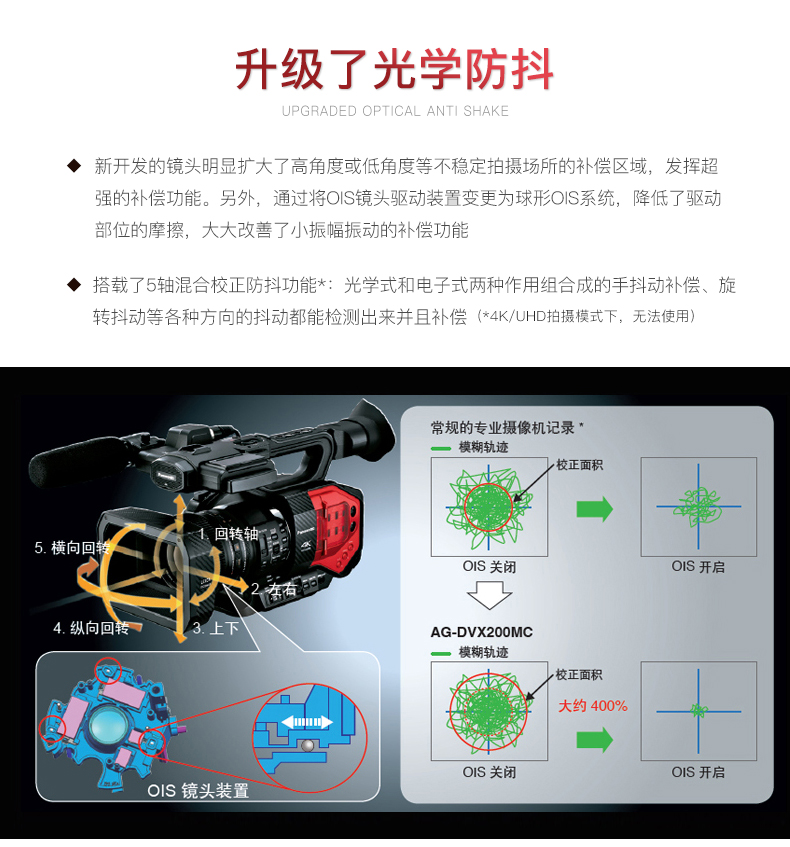 升级了光学防抖
UPGRADED OPTICAL ANTI SHAKE
◆ 新开发的镜头明显扩大了高角度或低角度等不稳定拍摄场所的补偿区域，发挥超
强的补偿功能。另外，通过将OIS镜头驱动装置变更为球形OIS系统，降低了驱动
部位的摩擦，大大改善了小振幅振动的补偿功能
◆ 搭载了5轴混合校正防抖功能*：光学式和电子式两种作用组合成的手抖动补偿、旋
转抖动等各种方向的抖动都能检测出来并且补偿（*4K/UHD拍摄模式下，无法使用）
Panasonic
4K
1. 回转轴
5. 横向回转
2. 左右
4. 纵向回转
3. 上下
OIS 镜头装置
常规的专业摄像机记录 *
模糊轨迹
校正面积
OIS 关闭
OIS 开启
AG-DVX200MC
模糊轨迹
校正面积
大约 400%
OIS 关闭
OIS 开启